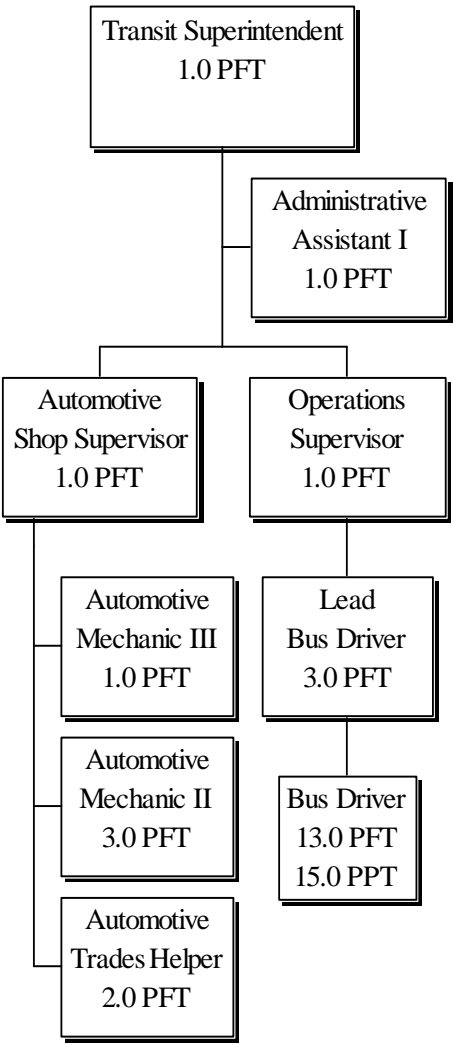 Transit Superintendent
1.0 PFT
Administrative
Assistant I
1.0 PFT
Automotive
Shop Supervisor
1.0 PFT
Operations
Supervisor
1.0 PFT
Automotive
Mechanic III
1.0 PFT
Automotive
Mechanic II
3.0 PFT
Automotive
Trades Helper
2.0 PFT
Lead
Bus Driver
3.0 PFT
Bus Driver
13.0 PFT
15.0 PPT